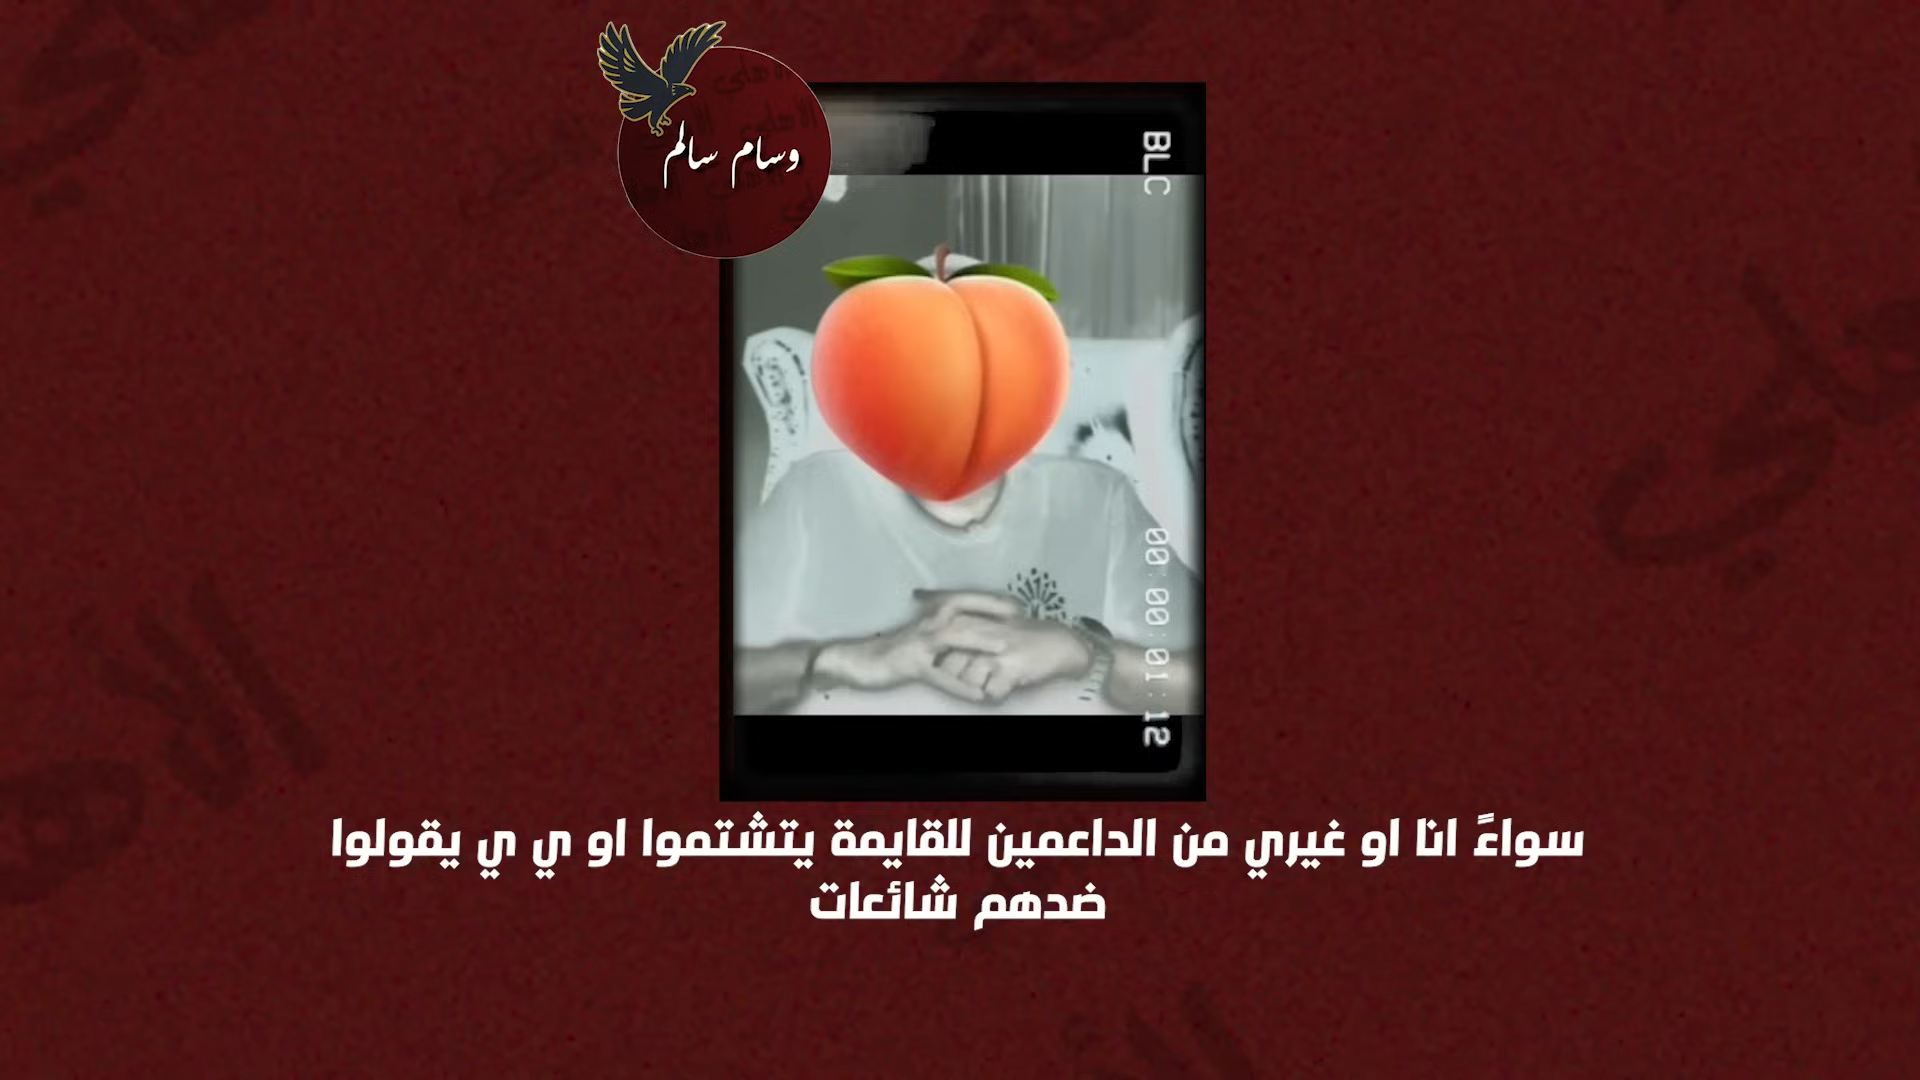 وسام سالم
BLC
00:00:01:12
سواءً انا او غيري من الداعمين للقايمة يتشتموا او ي ي يقولوا
ضدهم شائعات